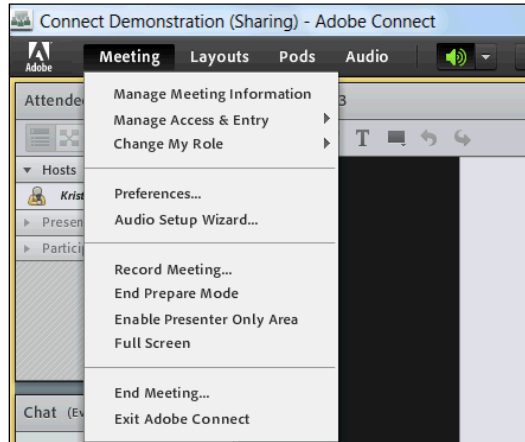 Connect Demonstration (Sharing) - Adobe Connect
Adobe
Meeting Layouts Pods Audio
Manage Meeting Information
Manage Access & Entry
Change My Role
T
Hosts
Preferences...
Audio Setup Wizard...
Record Meeting...
End Prepare Mode
Enable Presenter Only Area
Full Screen
End Meeting...
Chat
Exit Adobe Connect